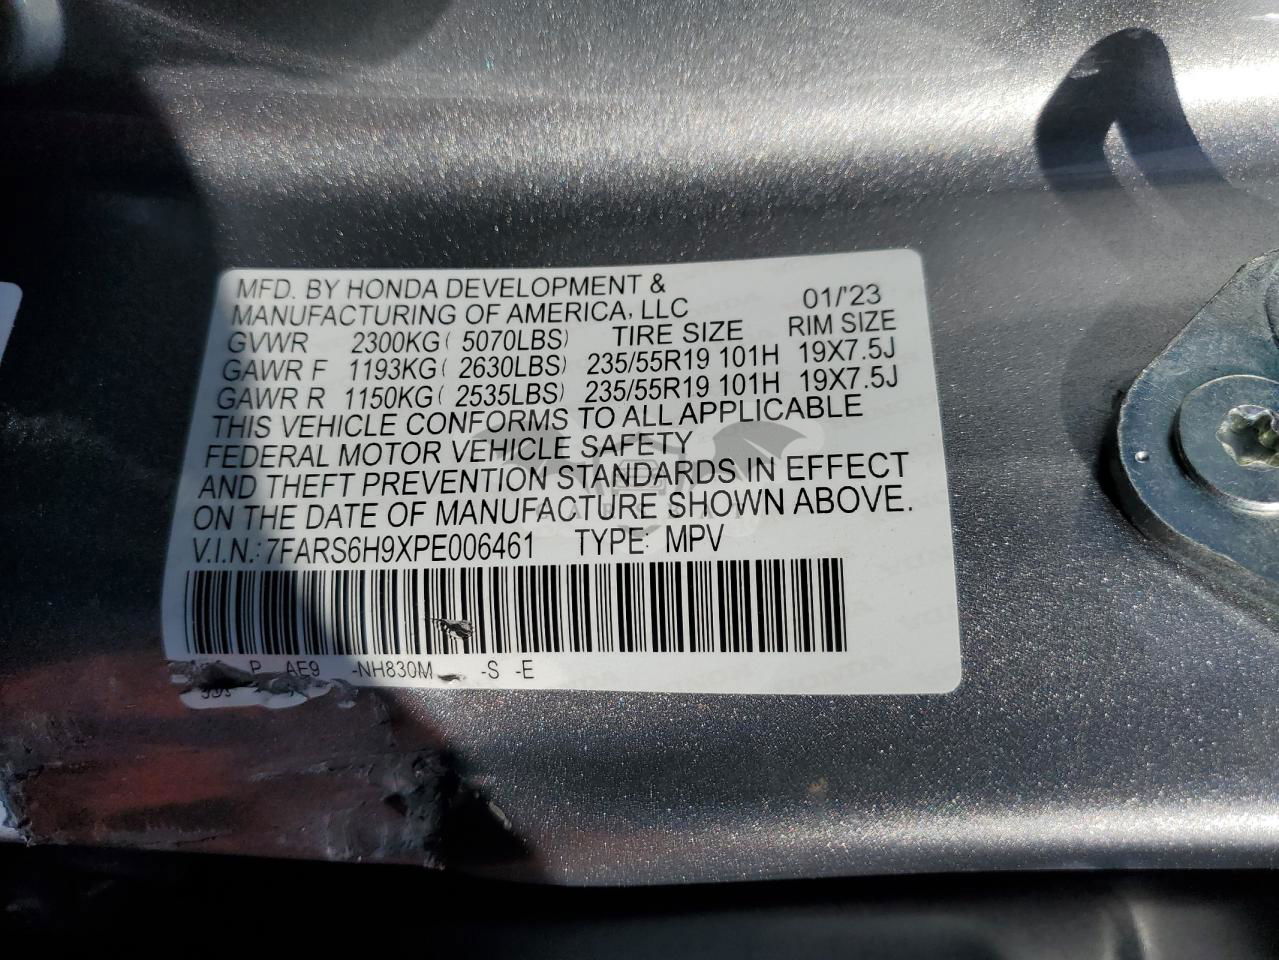 MFD. BY HONDA DEVELOPMENT &
MANUFACTURING OF AMERICA, LLC 01/'23
GVWR 2300KG( 5070LBS) TIRE SIZE RIM SIZE
GAWR F 1193KG( 2630LBS) 235/55R19 101H 19X7.5J
GAWR R 1150KG( 2535LBS) 235/55R19 101H 19X7.5J
THIS VEHICLE CONFORMS TO ALL APPLICABLE
FEDERAL MOTOR VEHICLE SAFETY
AND THEFT PREVENTION STANDARDS IN EFFECT
ON THE DATE OF MANUFACTURE SHOWN ABOVE.
V.I.N.: 7FARS6H9XPE006461 TYPE: MPV
P AE9 -NH830M -S -E